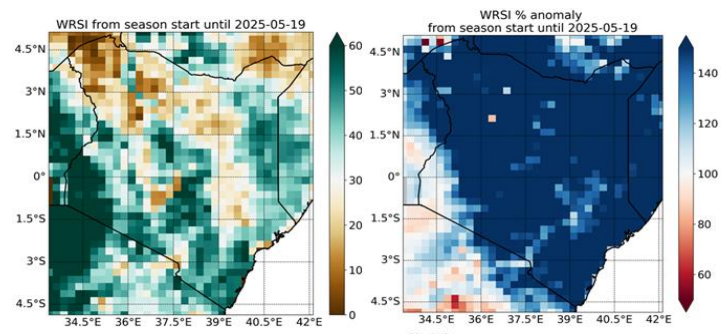 WRSI from season start until 2025-05-19
4.5°N
3°N
1.5°N
0°
1.5°S
3°S
4.5°S
34.5°E 36°E 37.5°E 39°E 40.5°E 42°E
60
50
40
30
20
10
0
WRSI % anomaly
from season start until 2025-05-19
4.5°N
3°N
1.5°N
0°
1.5°S
3°S
4.5°S
34.5°E 36°E 37.5°E 39°E 40.5°E 42°E
140
120
100
80
60